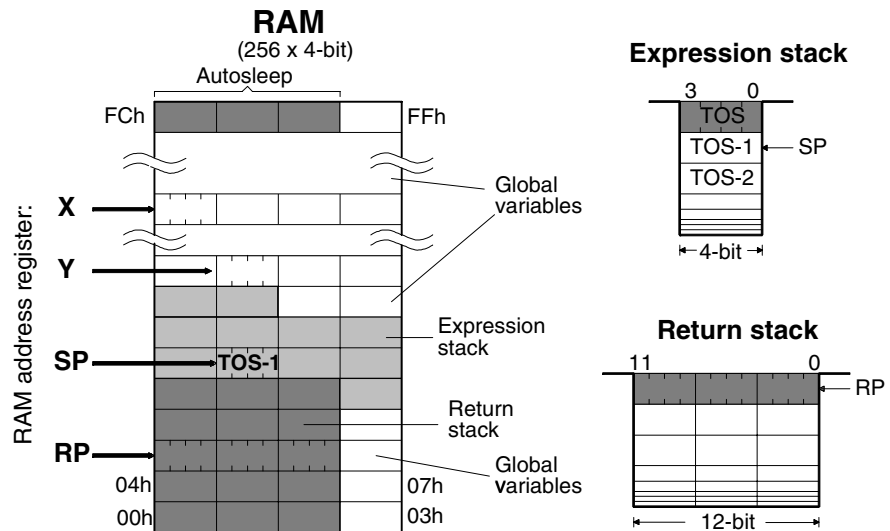 RAM
(256 x 4-bit)
Autosleep
FCh
FFh
Global
variables
X
Y
SP
TOS-1
Expression
stack
RP
Return
stack
Global
variables
04h
07h
00h
03h
RAM address register:
Expression stack
3 0
TOS
TOS-1
SP
TOS-2
4-bit
Return stack
11 0
RP
12-bit